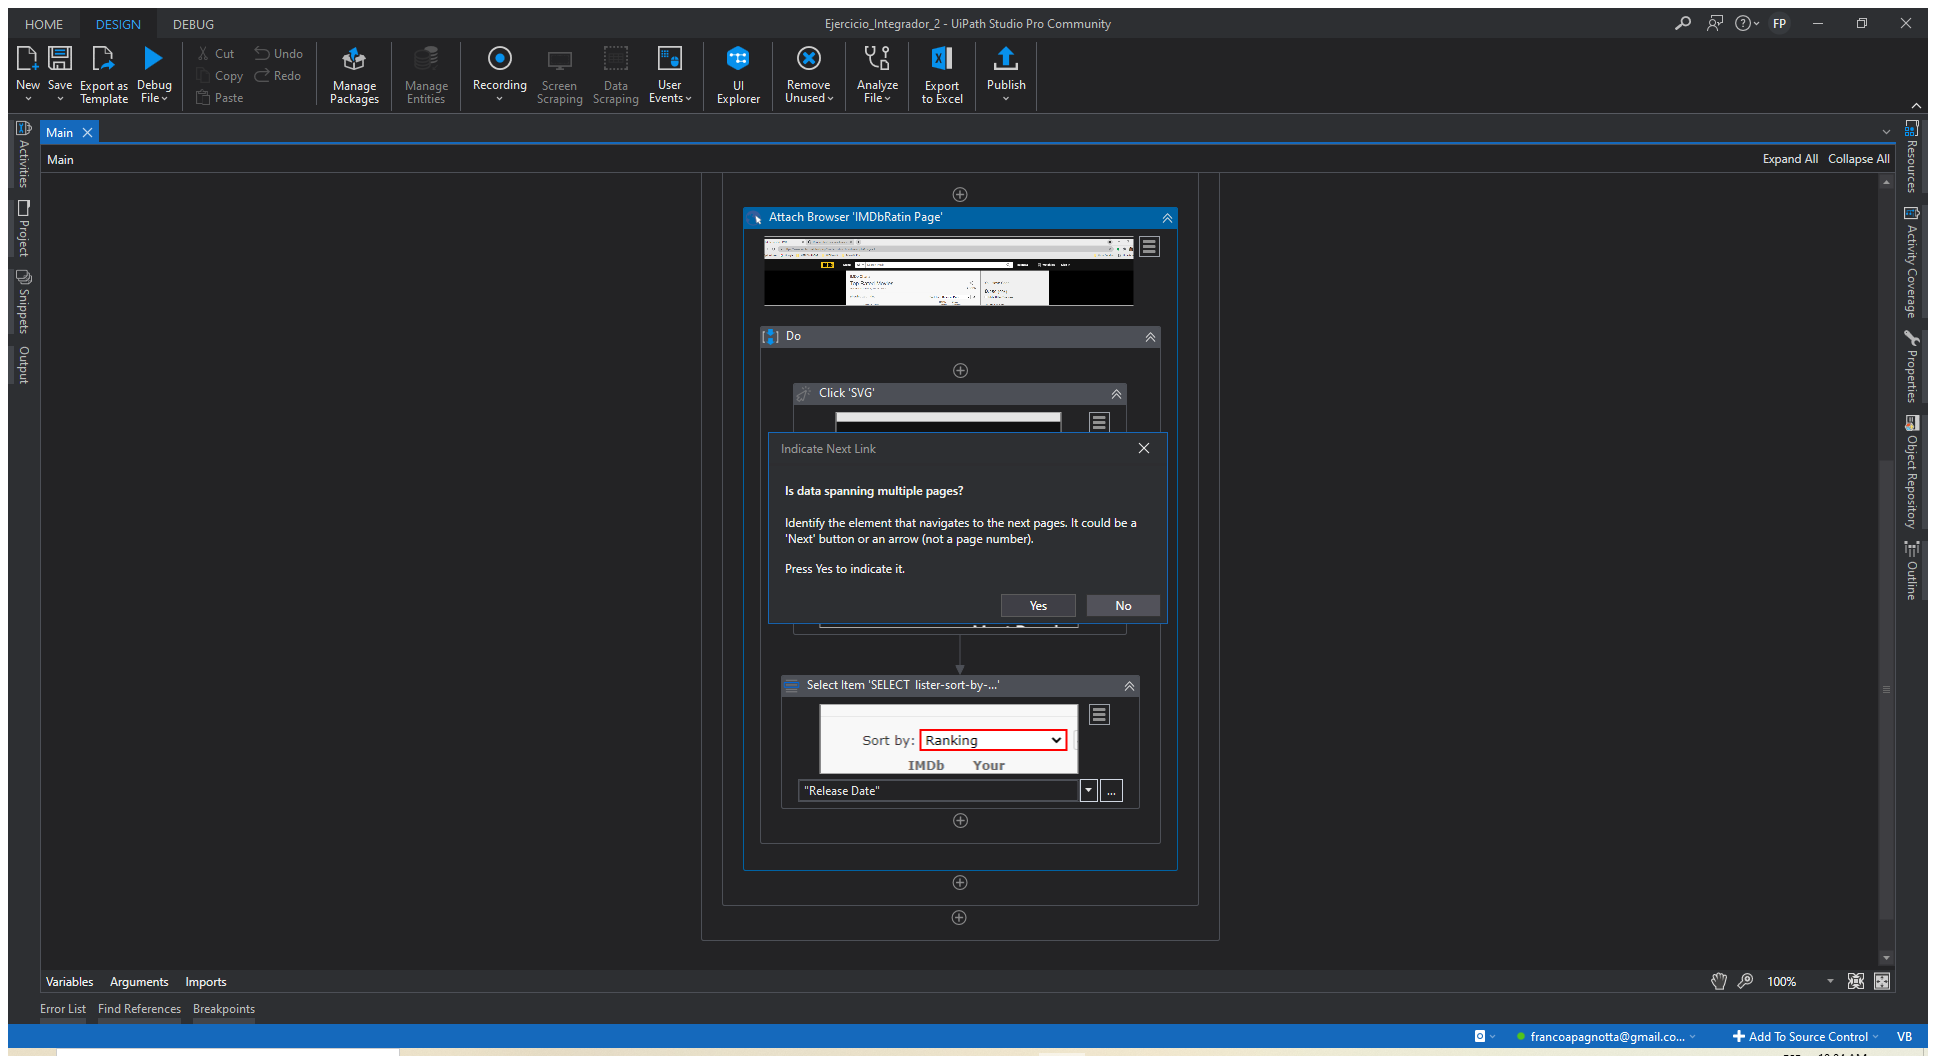 HOME DESIGN DEBUG
Ejercicio_Integrador_2 - UiPath Studio Pro Community
FP
New
Save
Export as Template
Debug File
Cut
Copy
Paste
Undo
Redo
Manage Packages
Manage Entities
Recording
Screen Scraping
Data Scraping
User Events
UI Explorer
Remove Unused
Analyze File
Export to Excel
Publish
Main
Main
Expand All Collapse All
Activities
Project
Snippets
Output
Attach Browser 'IMDbRatin Page'
Top Rated Movies
Do
Click 'SVG'
Indicate Next Link
Is data spanning multiple pages?
Identify the element that navigates to the next pages. It could be a
'Next' button or an arrow (not a page number).
Press Yes to indicate it.
Yes No
Select Item 'SELECT lister-sort-by-...'
Sort by: Ranking
IMDb Your
"Release Date"
...
Resources
Activity Coverage
Properties
Object Repository
Outline
Variables Arguments Imports
100%
Error List Find References Breakpoints
francoapagnotta@gmail.co...
Add To Source Control
VB